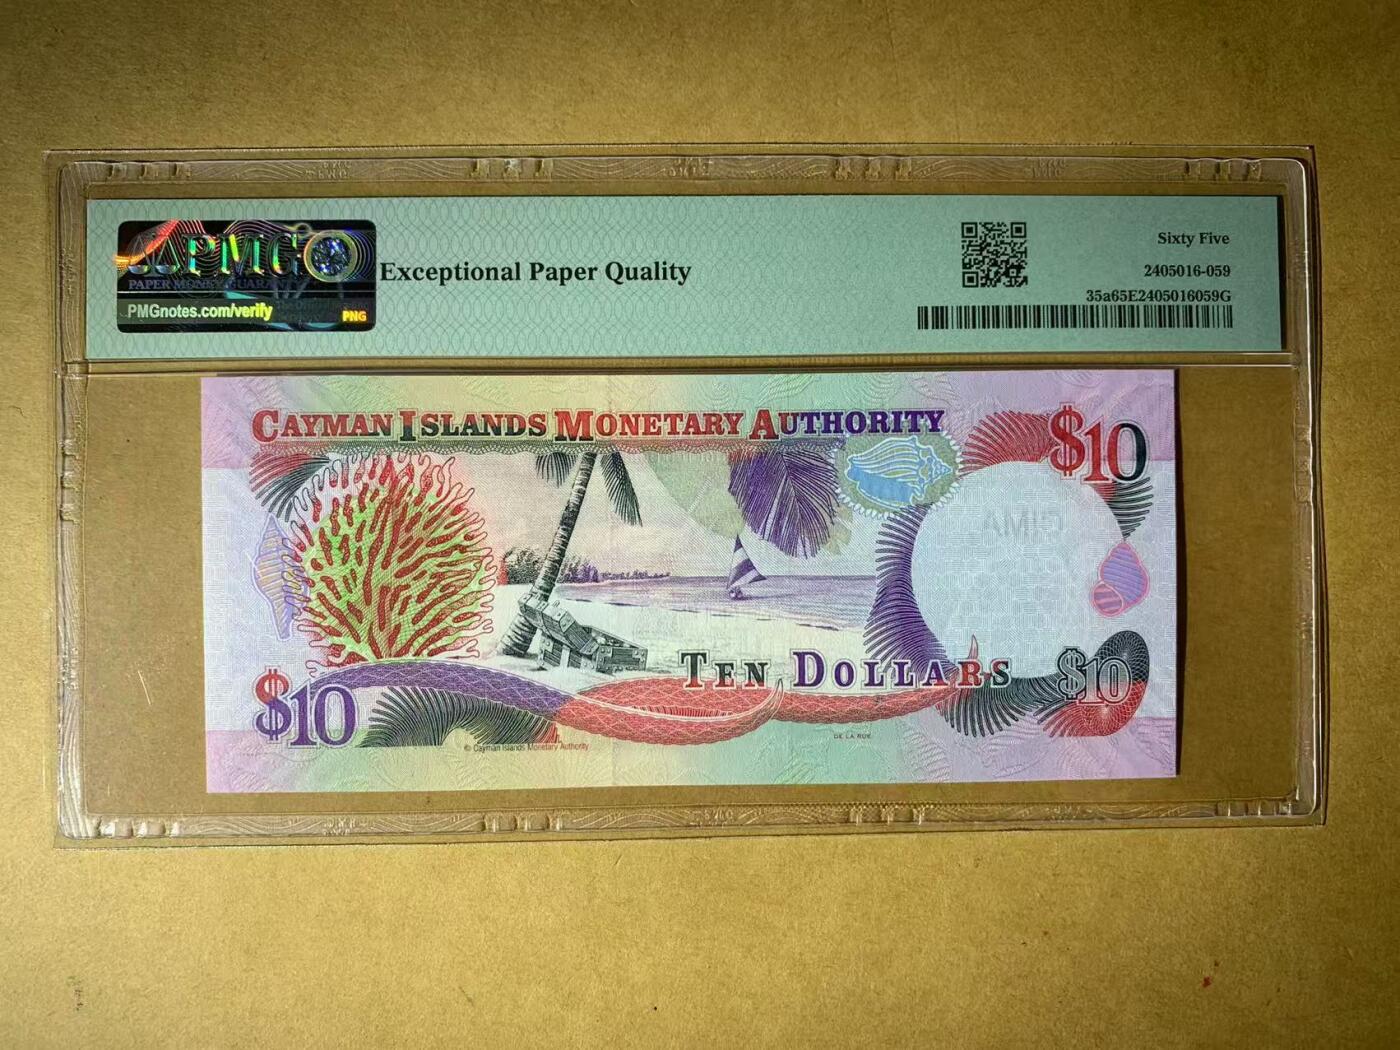 PMG
PAPER MONEY GUARANTY
PMGnotes.com/verify
PNG
Exceptional Paper Quality
Sixty Five
2405016-059
35a65E2405016059G
CAYMAN ISLANDS MONETARY AUTHORITY
$10
CIMA
TEN DOLLARS
$10
$10
DE LA RUE
© Cayman Islands Monetary Authority